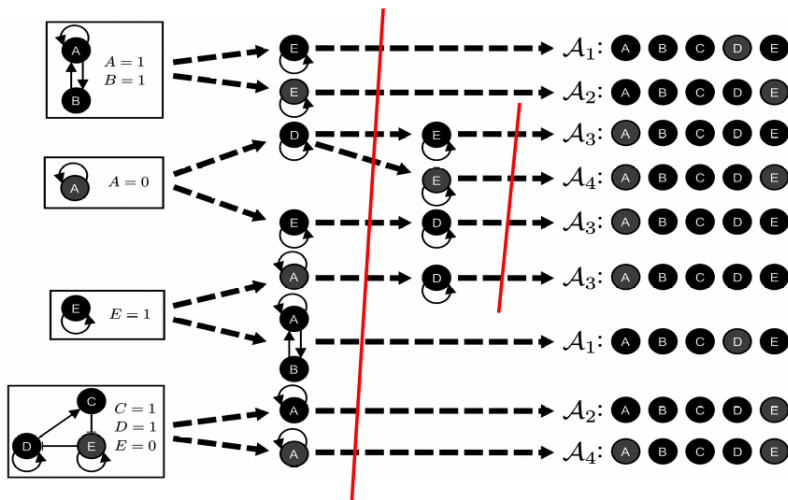 A
A = 1
B = 1
B
E
E
𝒜₁: A B C D E
𝒜₂: A B C D E
A
A = 0
D
E
E
E
D
𝒜₃: A B C D E
𝒜₄: A B C D E
𝒜₃: A B C D E
E
E = 1
A
D
A
B
𝒜₃: A B C D E
𝒜₁: A B C D E
C
D
E
C = 1
D = 1
E = 0
A
A
𝒜₂: A B C D E
𝒜₄: A B C D E